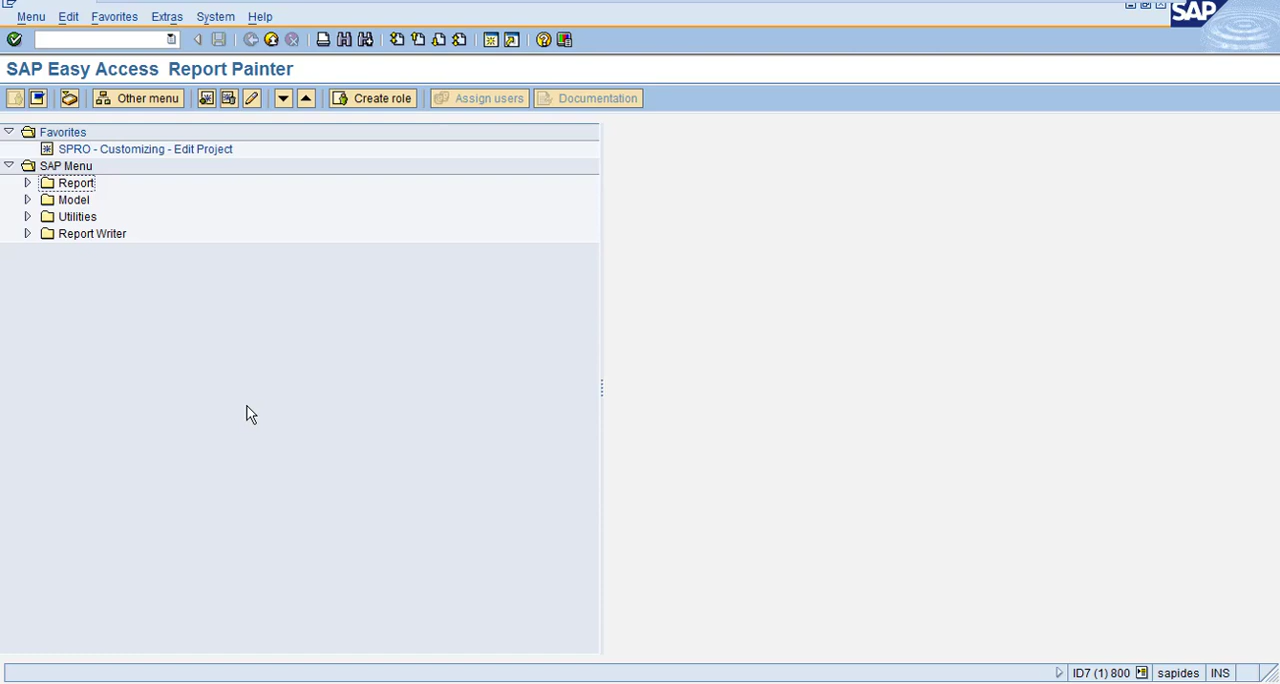 Menu Edit Favorites Extras System Help
SAP
SAP Easy Access Report Painter
Other menu Create role Assign users Documentation
Favorites
SPRO - Customizing - Edit Project
SAP Menu
Report
Model
Utilities
Report Writer
ID7 (1) 800 sapides INS